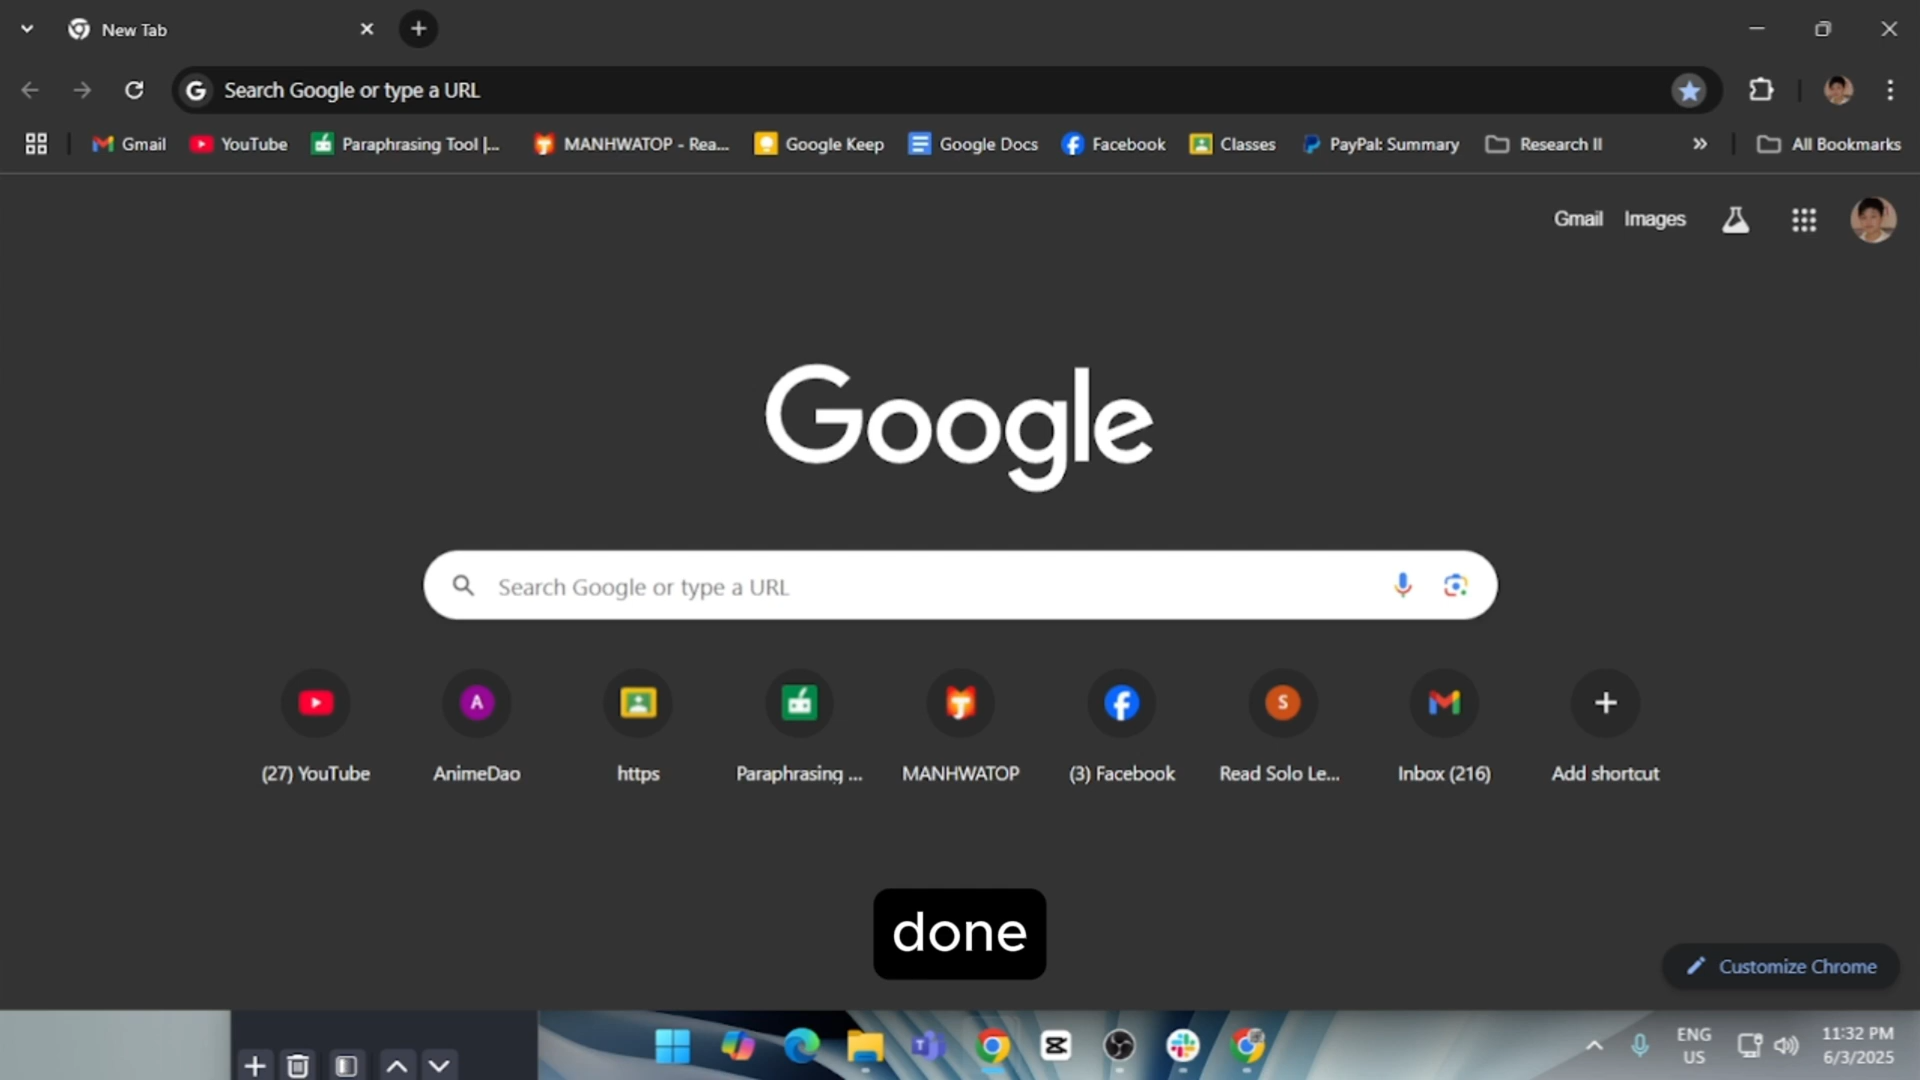 New Tab
Search Google or type a URL
Gmail YouTube Paraphrasing Tool |... MANHWATOP - Rea... Google Keep Google Docs Facebook Classes PayPal: Summary Research II » All Bookmarks
Gmail Images
Google
Search Google or type a URL
A S
(27) YouTube AnimeDao https Paraphrasing ... MANHWATOP (3) Facebook Read Solo Le... Inbox (216) Add shortcut
done
Customize Chrome
ENG 11:32 PM
US 6/3/2025